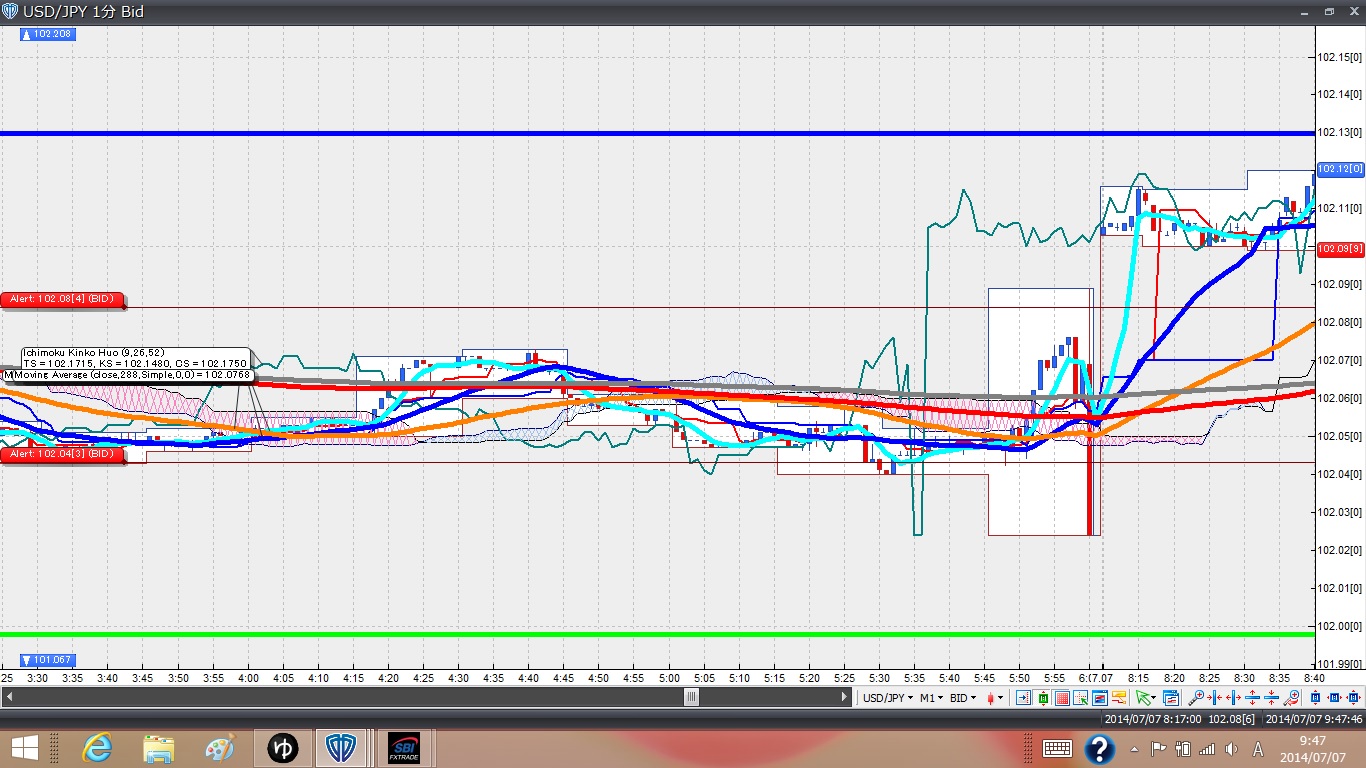 USD/JPY 1分 Bid
102.208
102.15[0]
102.14[0]
102.13[0]
102.12[0]
102.11[0]
102.09[9]
102.09[0]
Alert: 102.08[4] (BID)
102.08[0]
Ichimoku Kinko Huo (9,26,52)
TS = 102.1715, KS = 102.1480, CS = 102.1750
102.07[0]
Moving Average (close,288,Simple,0,0) = 102.0768
102.06[0]
102.05[0]
Alert: 102.04[3] (BID)
102.04[0]
102.03[0]
102.02[0]
102.01[0]
102.00[0]
101.067
101.99[0]
25 3:30 3:35 3:40 3:45 3:50 3:55 4:00 4:05 4:10 4:15 4:20 4:25 4:30 4:35 4:40 4:45 4:50 4:55 5:00 5:05 5:10 5:15 5:20 5:25 5:30 5:35 5:40 5:45 5:50 5:55 6:17.07 8:15 8:20 8:25 8:30 8:35 8:40
USD/JPY M1 BID
2014/07/07 8:17:00 102.08[6] 2014/07/07 9:47:46
ゆ
SBI
FXTRADE
?
A
9:47
2014/07/07